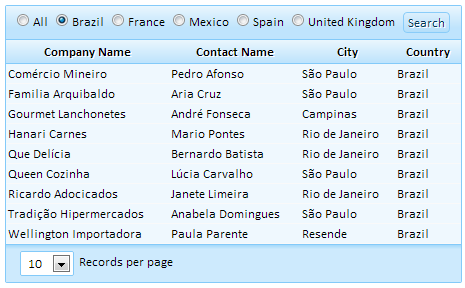 All Brazil France Mexico Spain United Kingdom Search
Company Name Contact Name City Country
Comércio Mineiro Pedro Afonso São Paulo Brazil
Familia Arquibaldo Aria Cruz São Paulo Brazil
Gourmet Lanchonetes André Fonseca Campinas Brazil
Hanari Carnes Mario Pontes Rio de Janeiro Brazil
Que Delícia Bernardo Batista Rio de Janeiro Brazil
Queen Cozinha Lúcia Carvalho São Paulo Brazil
Ricardo Adocicados Janete Limeira Rio de Janeiro Brazil
Tradição Hipermercados Anabela Domingues São Paulo Brazil
Wellington Importadora Paula Parente Resende Brazil
10 Records per page